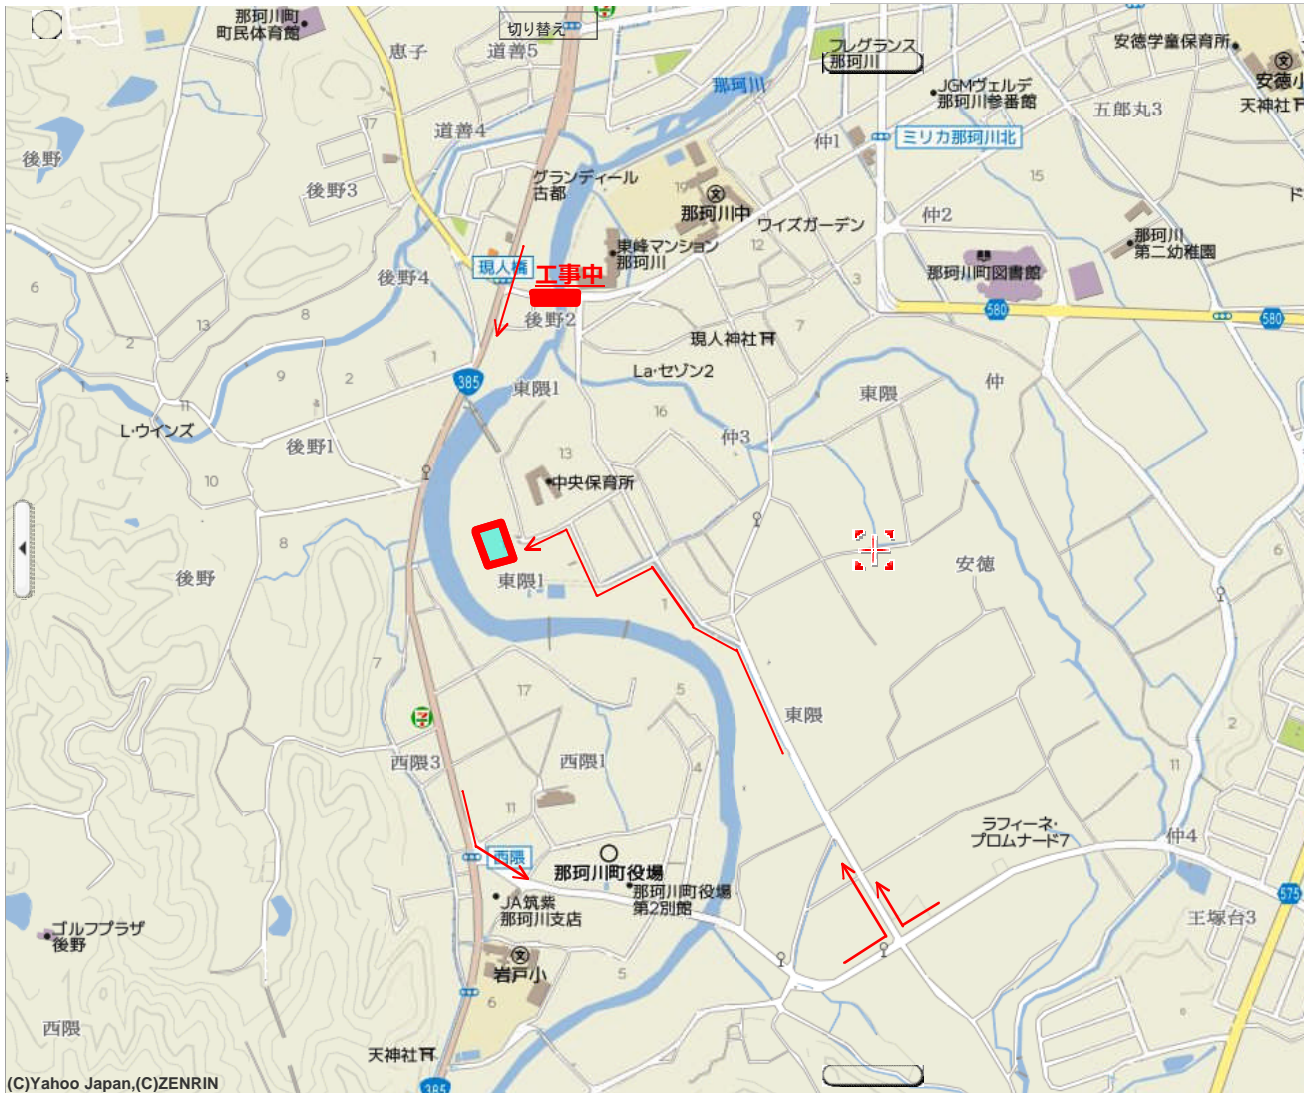 那珂川町
町民体育館
恵子
道善5
切り替え
フレグランス
那珂川
安徳学童保育所
安徳小
天神社
那珂川
JGMヴェルデ
那珂川参番館
五郎丸3
17
道善4
後野
後野3
仲1
ミリカ那珂川北
グランディール
古都
19
那珂川中
15
ワイズガーデン
仲2
ド
12
東峰マンション
那珂川
那珂川
第二幼稚園
現人橋
工事中
後野4
那珂川町図書館
3
6
13
8
後野2
580
580
7
現人神社
2
1
385
東隈1
La・セゾン2
9
2
仲
東隈
1
11
16
L・ウインズ
後野1
仲3
13
10
中央保育所
8
6
後野
東隈1
安徳
1
7
17
5
東隈
2
西隈3
西隈1
4
11
11
ラフィーネ・
プロムナード7
仲4
西隈
那珂川町役場
那珂川町役場
第2別館
JA筑紫
那珂川支店
575
王塚台3
ゴルフプラザ
後野
岩戸小
5
6
西隈
天神社
385
(C)Yahoo Japan,(C)ZENRIN